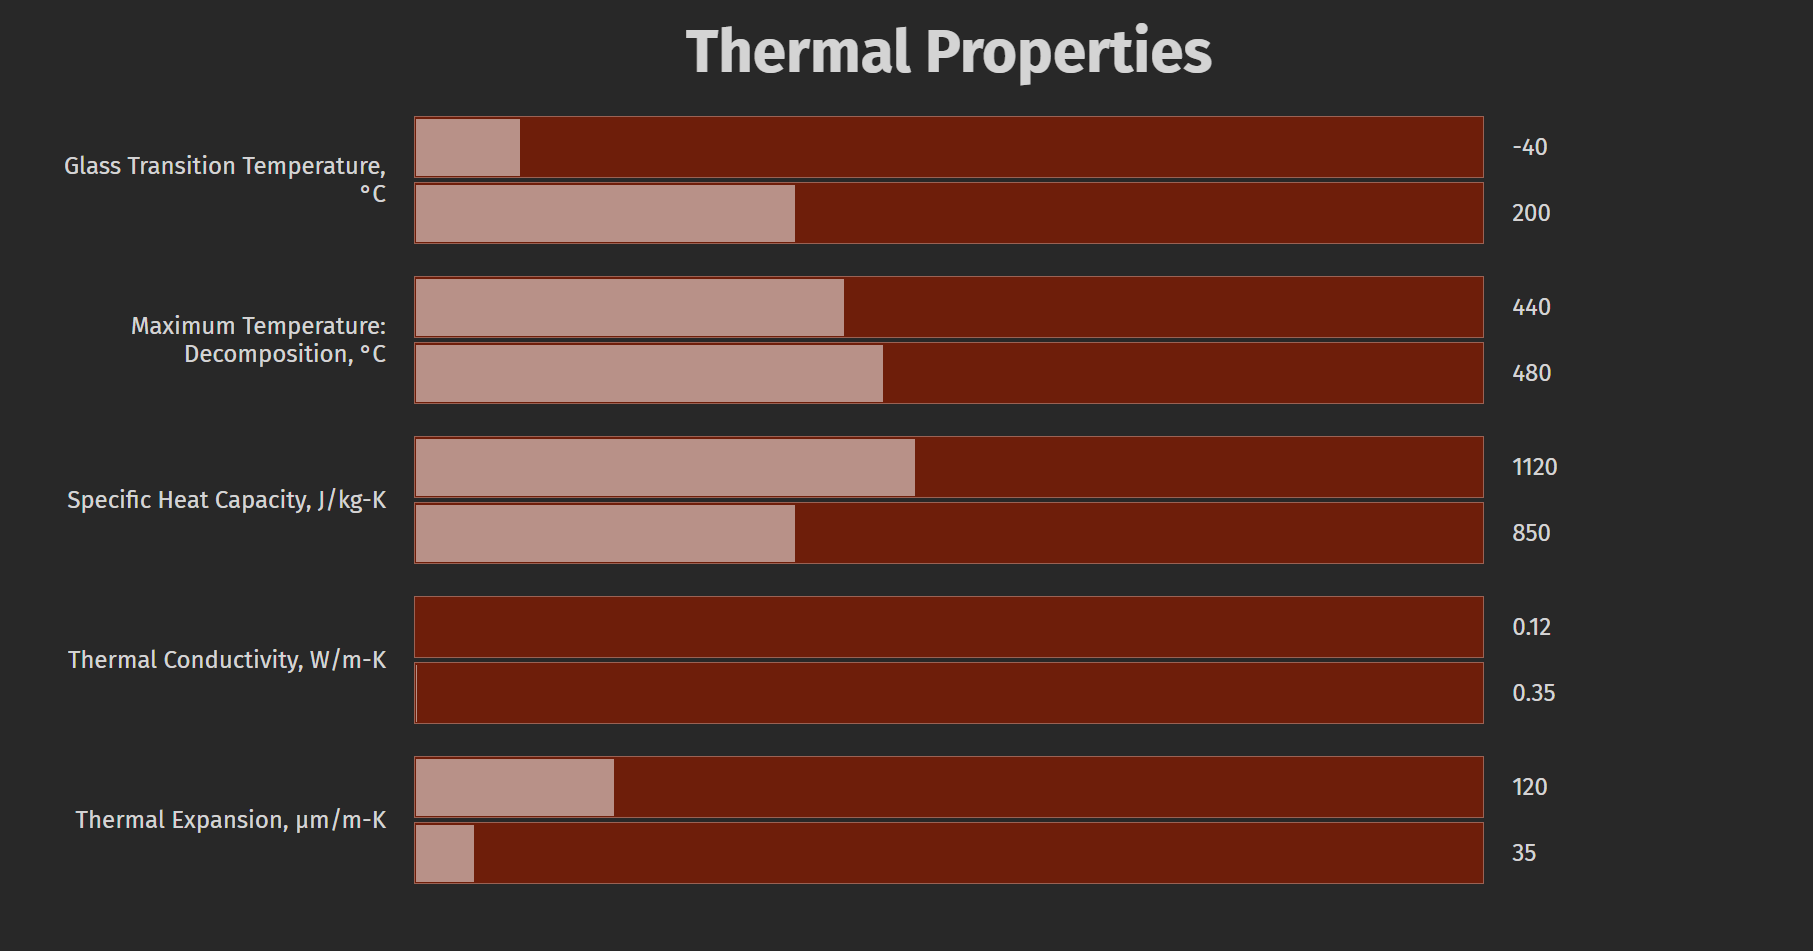 Thermal Properties
Glass Transition Temperature,
°C
-40
200
Maximum Temperature:
Decomposition, °C
440
480
Specific Heat Capacity, J/kg-K
1120
850
Thermal Conductivity, W/m-K
0.12
0.35
Thermal Expansion, µm/m-K
120
35